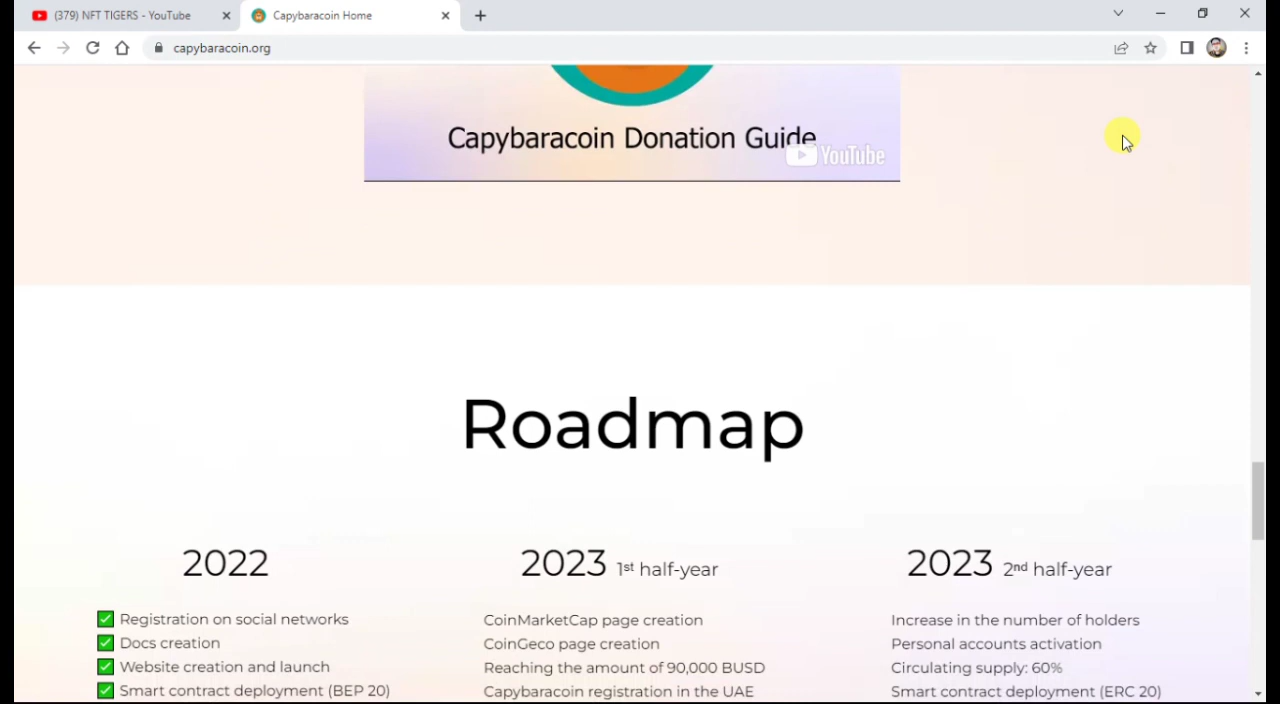 (379) NFT TIGERS - YouTube
Capybaracoin Home
capybaracoin.org
Capybaracoin Donation Guide
YouTube
Roadmap
2022
✅ Registration on social networks
✅ Docs creation
✅ Website creation and launch
✅ Smart contract deployment (BEP 20)
2023 1st half-year
CoinMarketCap page creation
CoinGeco page creation
Reaching the amount of 90,000 BUSD
Capybaracoin registration in the UAE
2023 2nd half-year
Increase in the number of holders
Personal accounts activation
Circulating supply: 60%
Smart contract deployment (ERC 20)